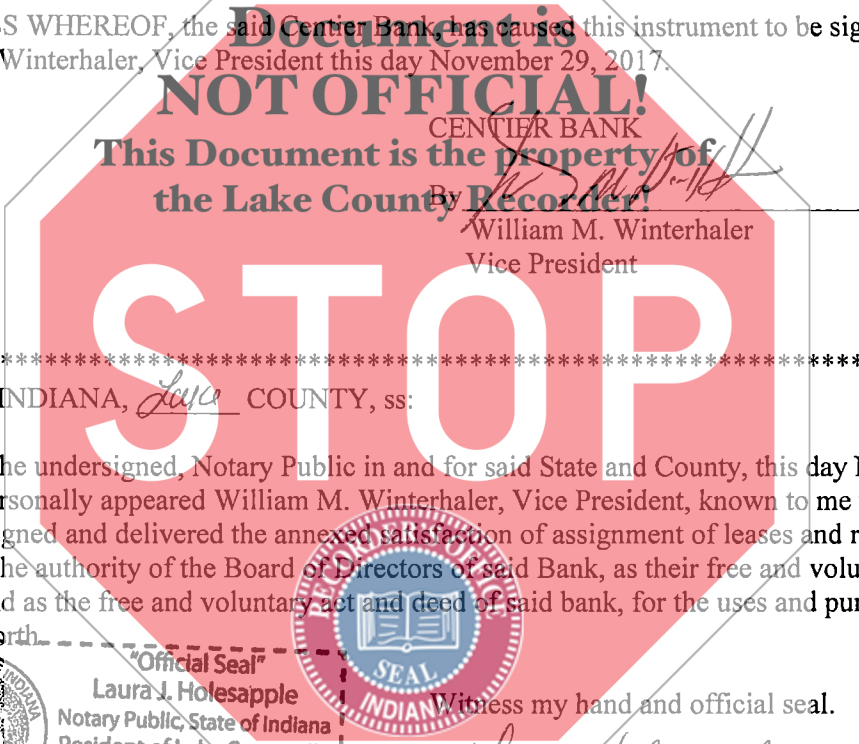 S WHEREOF, the said Centier Bank, has caused this instrument to be sig
Winterhaler, Vice President this day November 29, 2017.
Document is
NOT OFFICIAL!
This Document is the property of
the Lake County Recorder!
CENTIER BANK
By
William M. Winterhaler
Vice President
STOP
INDIANA, Lake COUNTY, ss:
he undersigned, Notary Public in and for said State and County, this day
rsonally appeared William M. Winterhaler, Vice President, known to me
gned and delivered the annexed satisfaction of assignment of leases and r
he authority of the Board of Directors of said Bank, as their free and volu
d as the free and voluntary act and deed of said bank, for the uses and pur
orth.
"Official Seal"
Laura J. Holesapple
Notary Public, State of Indiana
Resident of Lake
INDIANA
RECORDER'S OFFIC
SEAL
INDIAN
Witness my hand and official seal.